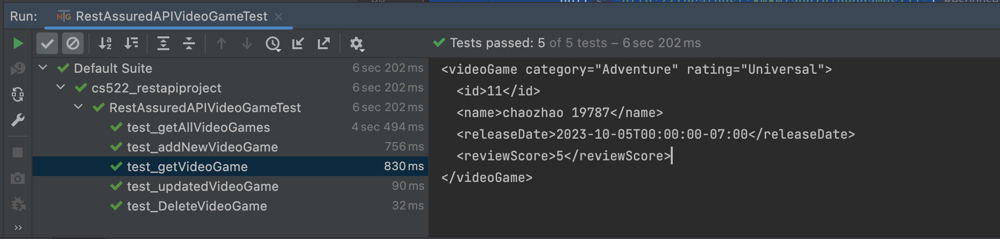 Run: NTG RestAssuredAPIVideoGameTest
Tests passed: 5 of 5 tests – 6 sec 202 ms
Default Suite 6 sec 202 ms
cs522_restapiproject 6 sec 202 ms
RestAssuredAPIVideoGameTest 6 sec 202 ms
test_getAllVideoGames 4 sec 494 ms
test_addNewVideoGame 756 ms
test_getVideoGame 830 ms
test_updatedVideoGame 90 ms
test_DeleteVideoGame 32 ms
<videoGame category="Adventure" rating="Universal">
<id>11</id>
<name>chaozhao 19787</name>
<releaseDate>2023-10-05T00:00:00-07:00</releaseDate>
<reviewScore>5</reviewScore>
</videoGame>